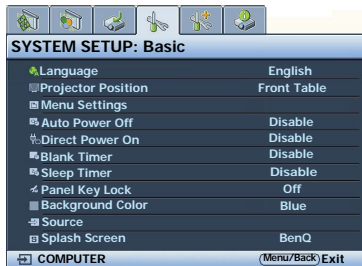 SYSTEM SETUP: Basic
Language English
Projector Position Front Table
Menu Settings
Auto Power Off Disable
Direct Power On Disable
Blank Timer Disable
Sleep Timer Disable
Panel Key Lock Off
Background Color Blue
Source
Splash Screen BenQ
COMPUTER Menu/Back Exit